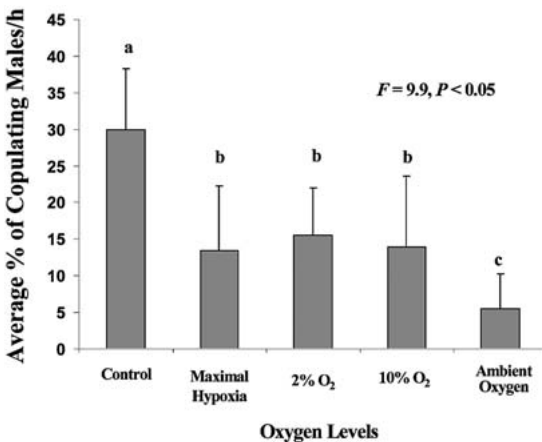 Average % of Copulating Males/h
45
40
35
30
25
20
15
10
5
0
a
b
b
b
c
F = 9.9, P < 0.05
Control
Maximal
Hypoxia
2% O₂
10% O₂
Ambient
Oxygen
Oxygen Levels